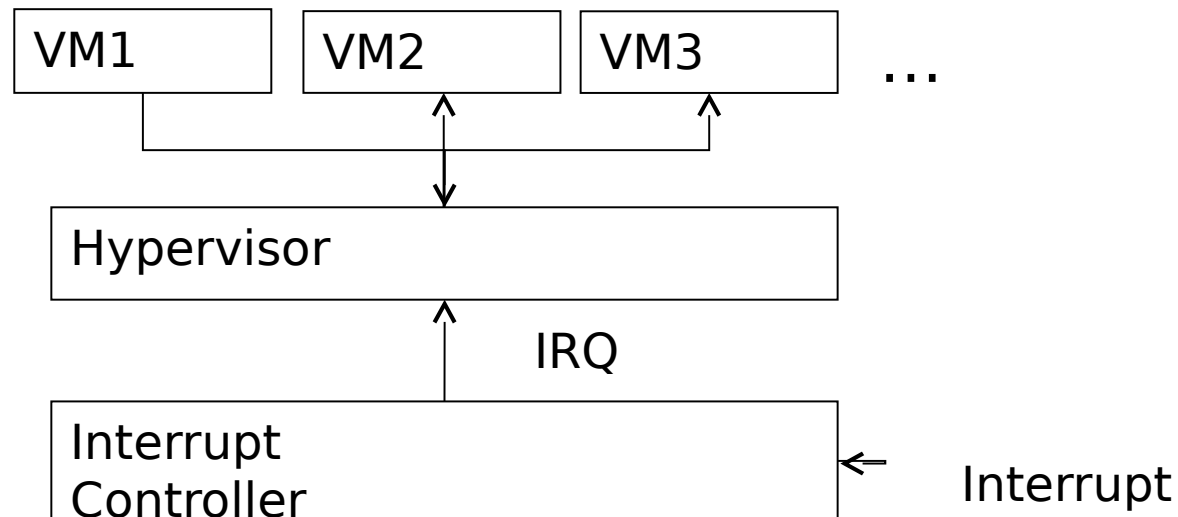 VM1
VM2
VM3
...
Hypervisor
IRQ
Interrupt
Controller
Interrupt